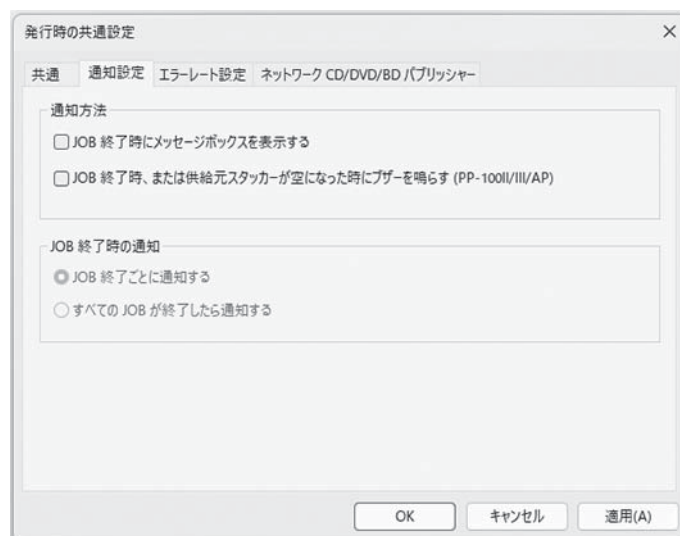 発行時の共通設定
共通 通知設定 エラーレート設定 ネットワーク CD/DVD/BD パブリッシャー
通知方法
JOB 終了時にメッセージボックスを表示する
JOB 終了時、または供給元スタッカーが空になった時にブザーを鳴らす (PP-100II/III/AP)
JOB 終了時の通知
JOB 終了ごとに通知する
すべての JOB が終了したら通知する
OK キャンセル 適用(A)